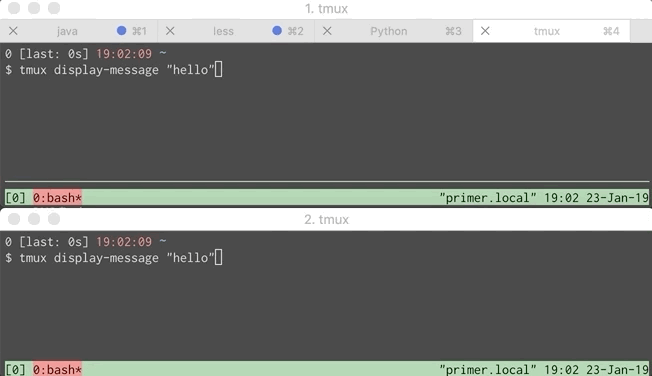 1. tmux
java ⌘1 less ⌘2 Python ⌘3 tmux ⌘4
0 [last: 0s] 19:02:09 ~
$ tmux display-message "hello"
[0] 0:bash* "primer.local" 19:02 23-Jan-19
2. tmux
0 [last: 0s] 19:02:09 ~
$ tmux display-message "hello"
[0] 0:bash* "primer.local" 19:02 23-Jan-19